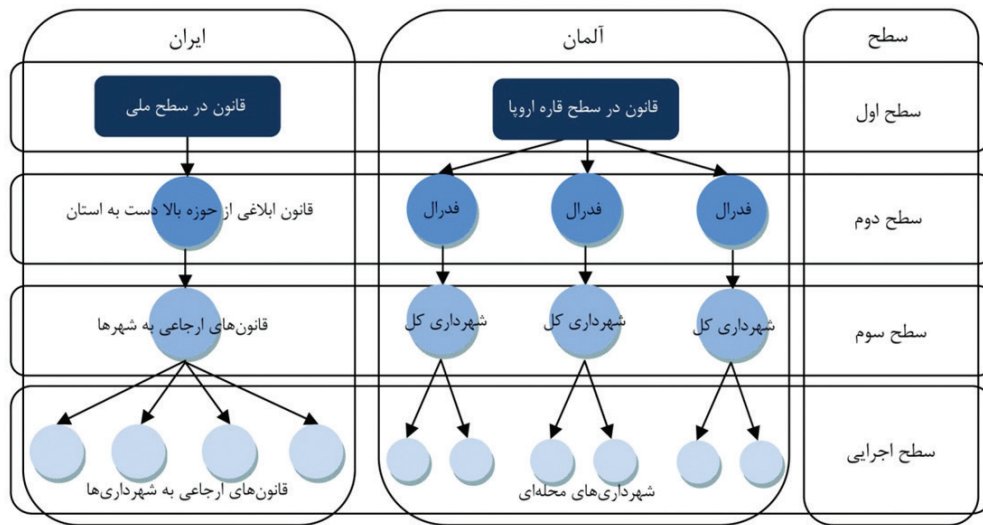 سطح
آلمان
ایران
سطح اول
قانون در سطح قاره اروپا
قانون در سطح ملی
سطح دوم
فدرال
فدرال
فدرال
قانون ابلاغی از حوزه بالا دست به استان
سطح سوم
شهرداری کل
شهرداری کل
شهرداری کل
قانون‌های ارجاعی به شهرها
سطح اجرایی
شهرداری‌های محله‌ای
قانون‌های ارجاعی به شهرداری‌ها